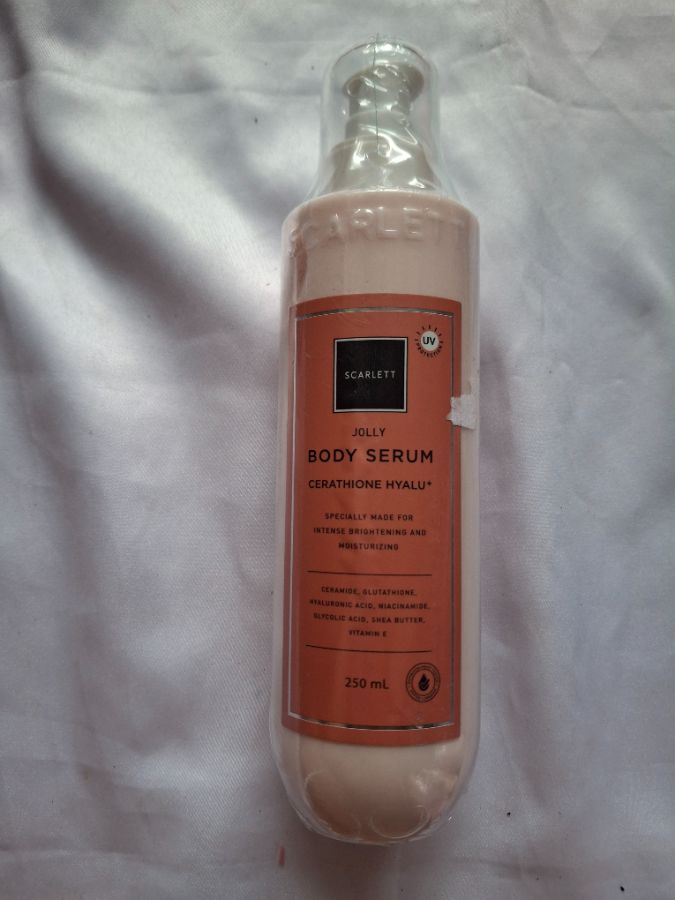 SCARLETT
UV
PROTECTION
SCARLETT
JOLLY
BODY SERUM
CERATHIONE HYALU+
SPECIALLY MADE FOR
INTENSE BRIGHTENING AND
MOISTURIZING
CERAMIDE, GLUTATHIONE,
HYALURONIC ACID, NIACINAMIDE,
GLYCOLIC ACID, SHEA BUTTER,
VITAMIN E
250 mL